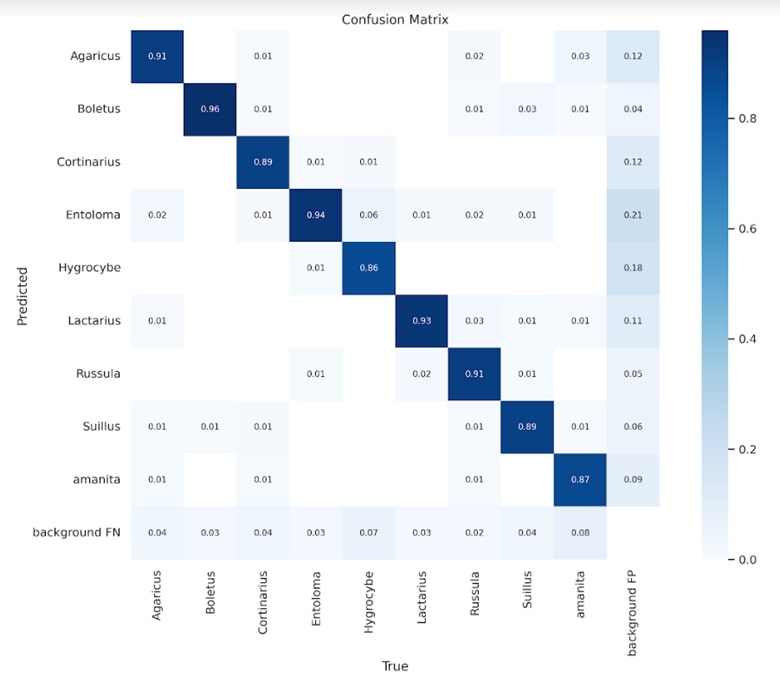 Confusion Matrix
Agaricus 0.91 0.01 0.02 0.03 0.12
Boletus 0.96 0.01 0.01 0.03 0.01 0.04
Cortinarius 0.89 0.01 0.01 0.12
Entoloma 0.02 0.01 0.94 0.06 0.01 0.02 0.01 0.21
Hygrocybe 0.01 0.86 0.18
Lactarius 0.01 0.93 0.03 0.01 0.01 0.11
Russula 0.01 0.02 0.91 0.01 0.05
Suillus 0.01 0.01 0.01 0.01 0.89 0.01 0.06
amanita 0.01 0.01 0.01 0.87 0.09
background FN 0.04 0.03 0.04 0.03 0.07 0.03 0.02 0.04 0.08
Predicted
Agaricus Boletus Cortinarius Entoloma Hygrocybe Lactarius Russula Suillus amanita background FP
True
0.8
0.6
0.4
0.2
0.0